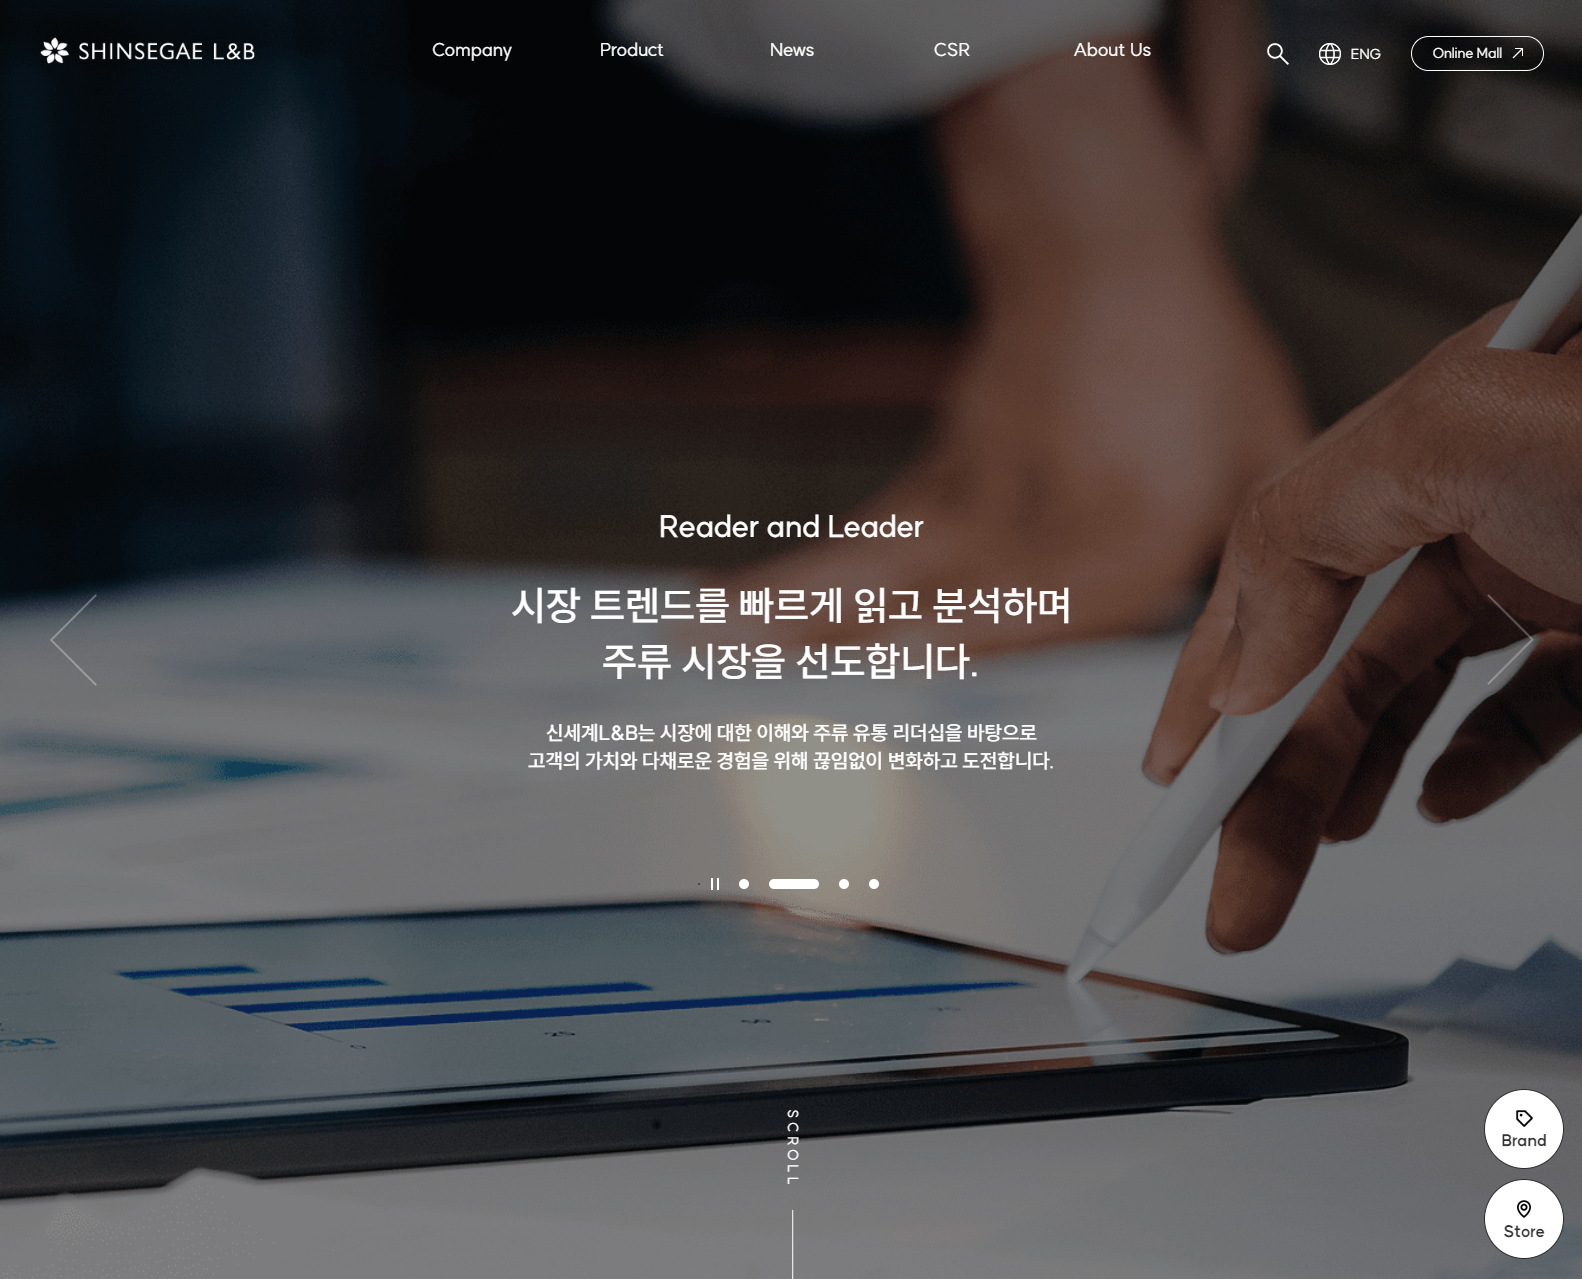 SHINSEGAE L&B
Company
Product
News
CSR
About Us
ENG
Online Mall
Reader and Leader
시장 트렌드를 빠르게 읽고 분석하며
주류 시장을 선도합니다.
신세계L&B는 시장에 대한 이해와 주류 유통 리더십을 바탕으로
고객의 가치와 다채로운 경험을 위해 끊임없이 변화하고 도전합니다.
30
0
25
50
75
SCROLL
Brand
Store